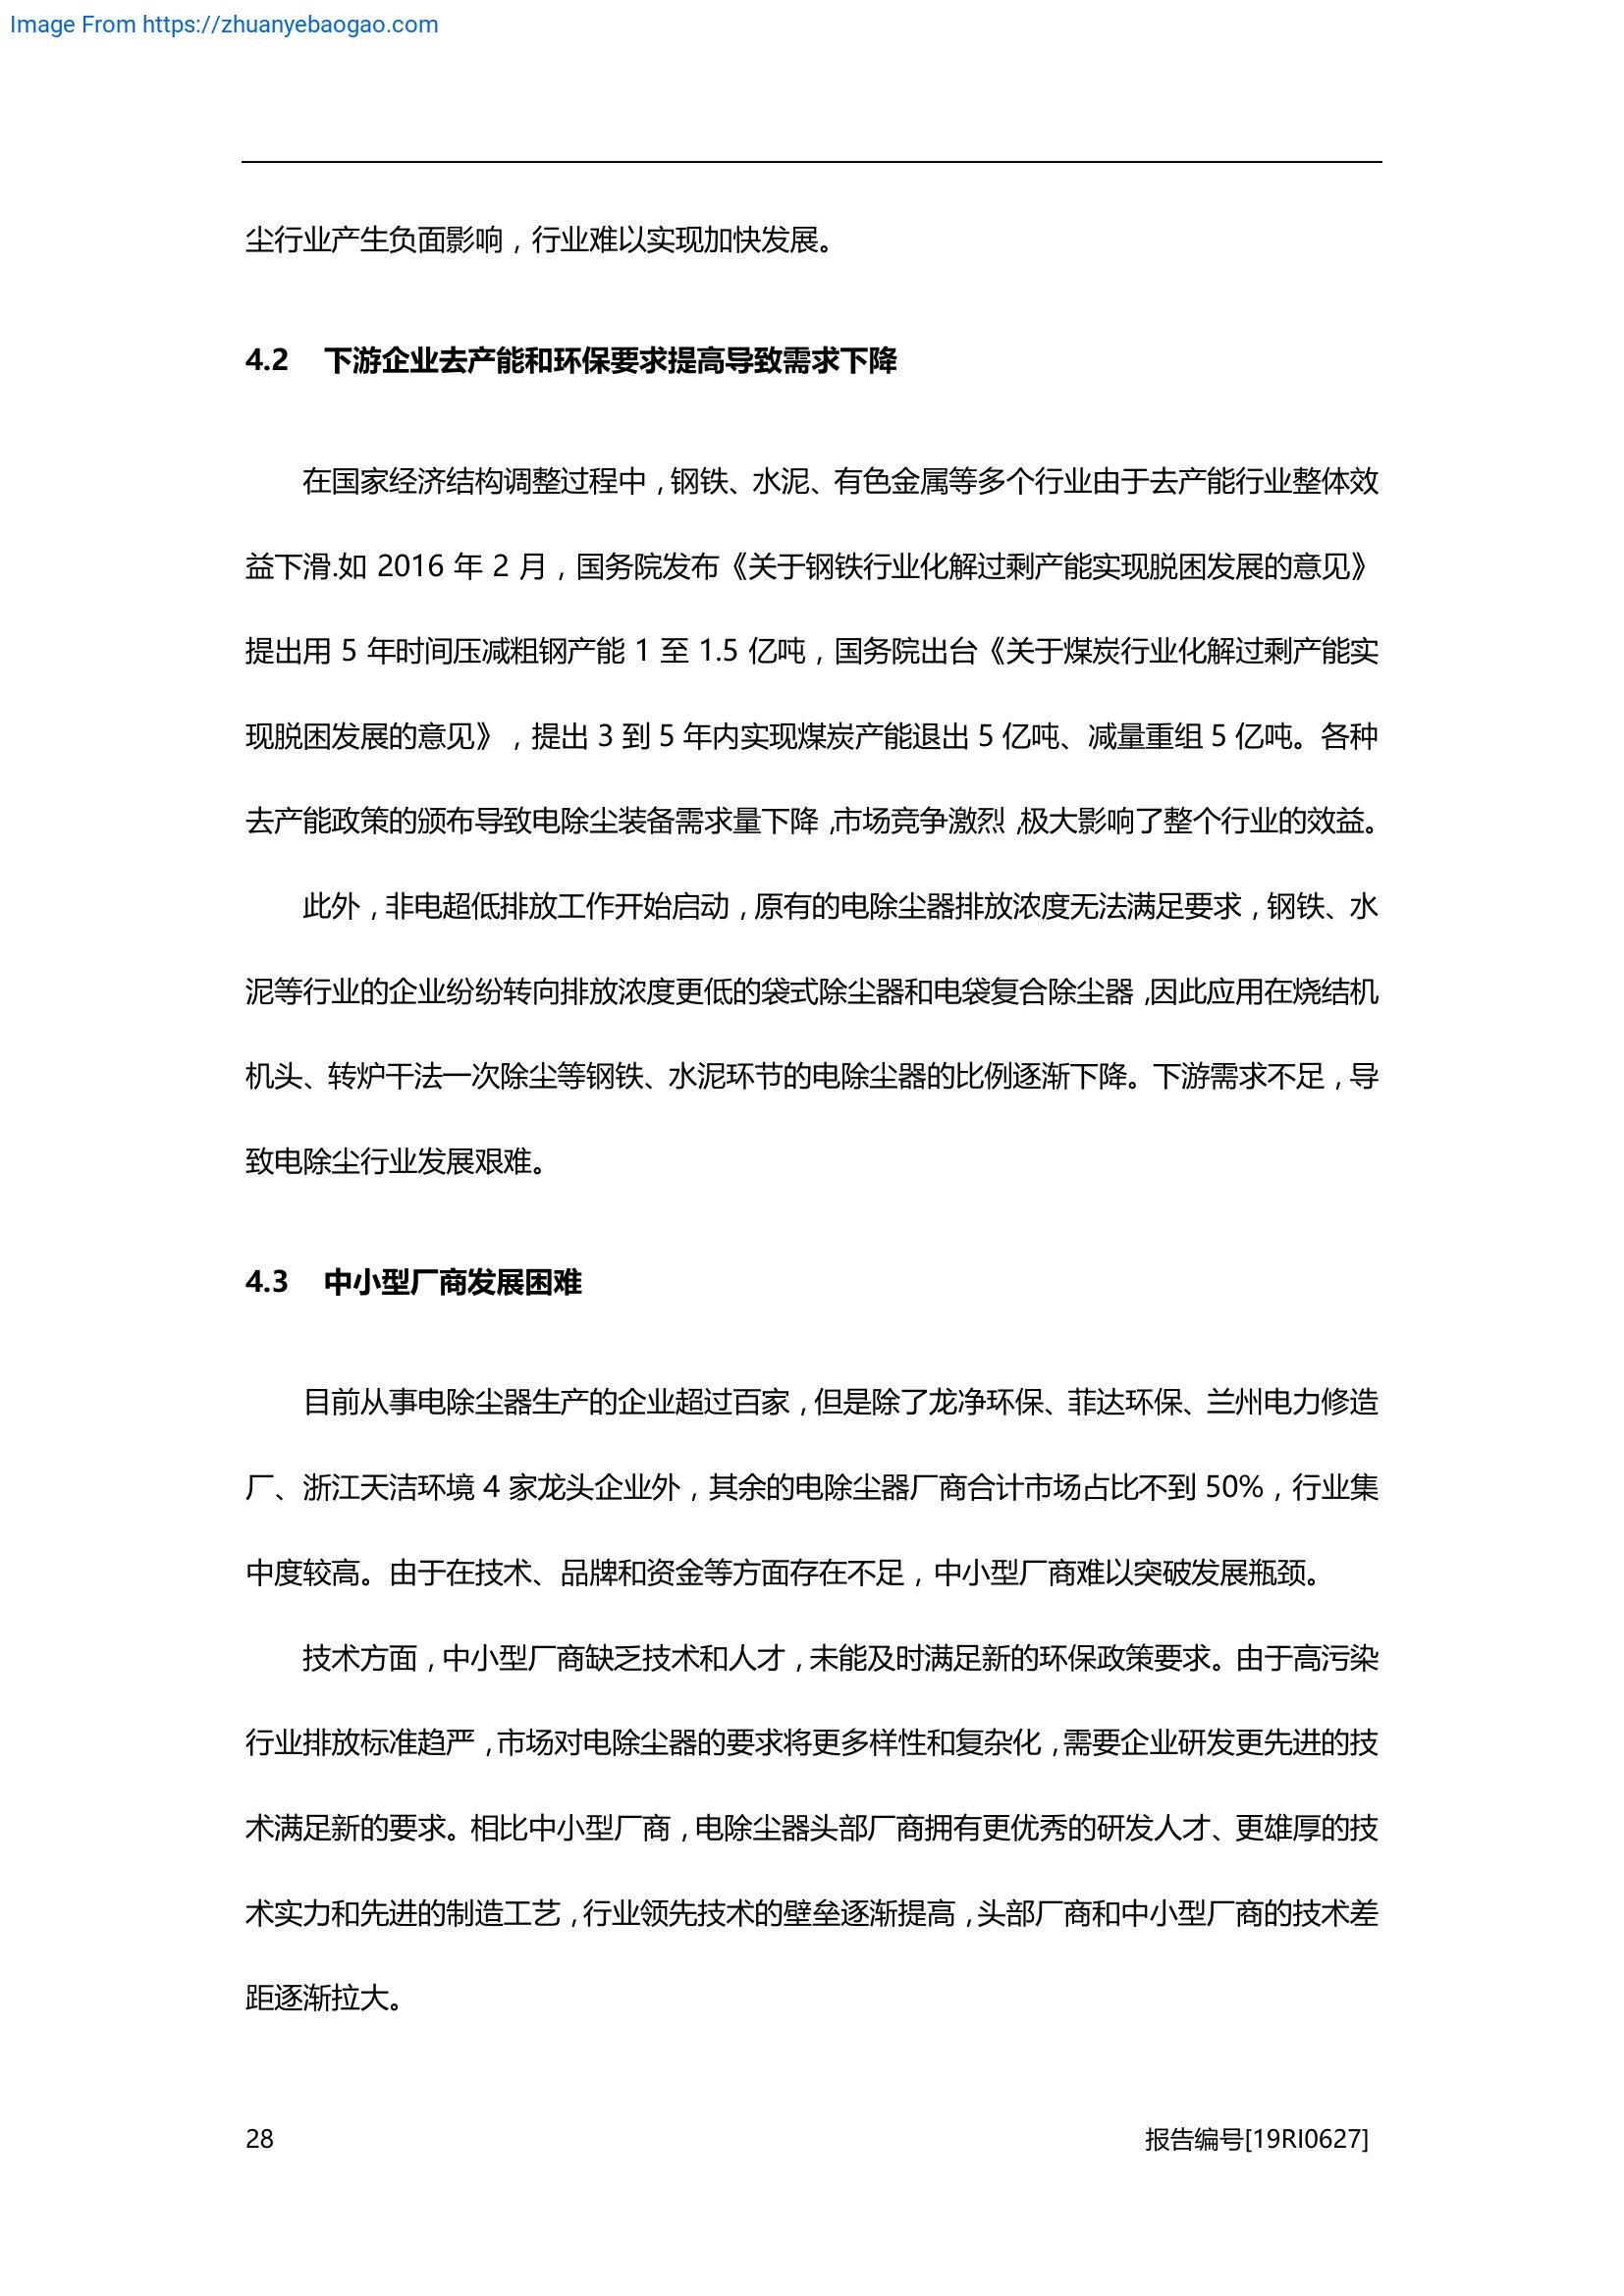 Image From https://zhuanyebaogao.com
尘行业产生负面影响，行业难以实现加快发展。
4.2 下游企业去产能和环保要求提高导致需求下降
在国家经济结构调整过程中，钢铁、水泥、有色金属等多个行业由于去产能行业整体效
益下滑.如 2016 年 2 月，国务院发布《关于钢铁行业化解过剩产能实现脱困发展的意见》
提出用 5 年时间压减粗钢产能 1 至 1.5 亿吨，国务院出台《关于煤炭行业化解过剩产能实
现脱困发展的意见》，提出 3 到 5 年内实现煤炭产能退出 5 亿吨、减量重组 5 亿吨。各种
去产能政策的颁布导致电除尘装备需求量下降，市场竞争激烈，极大影响了整个行业的效益。
此外，非电超低排放工作开始启动，原有的电除尘器排放浓度无法满足要求，钢铁、水
泥等行业的企业纷纷转向排放浓度更低的袋式除尘器和电袋复合除尘器，因此应用在烧结机
机头、转炉干法一次除尘等钢铁、水泥环节的电除尘器的比例逐渐下降。下游需求不足，导
致电除尘行业发展艰难。
4.3 中小型厂商发展困难
目前从事电除尘器生产的企业超过百家，但是除了龙净环保、菲达环保、兰州电力修造
厂、浙江天洁环境 4 家龙头企业外，其余的电除尘器厂商合计市场占比不到 50%，行业集
中度较高。由于在技术、品牌和资金等方面存在不足，中小型厂商难以突破发展瓶颈。
技术方面，中小型厂商缺乏技术和人才，未能及时满足新的环保政策要求。由于高污染
行业排放标准趋严，市场对电除尘器的要求将更多样性和复杂化，需要企业研发更先进的技
术满足新的要求。相比中小型厂商，电除尘器头部厂商拥有更优秀的研发人才、更雄厚的技
术实力和先进的制造工艺，行业领先技术的壁垒逐渐提高，头部厂商和中小型厂商的技术差
距逐渐拉大。
28 报告编号[19RI0627]